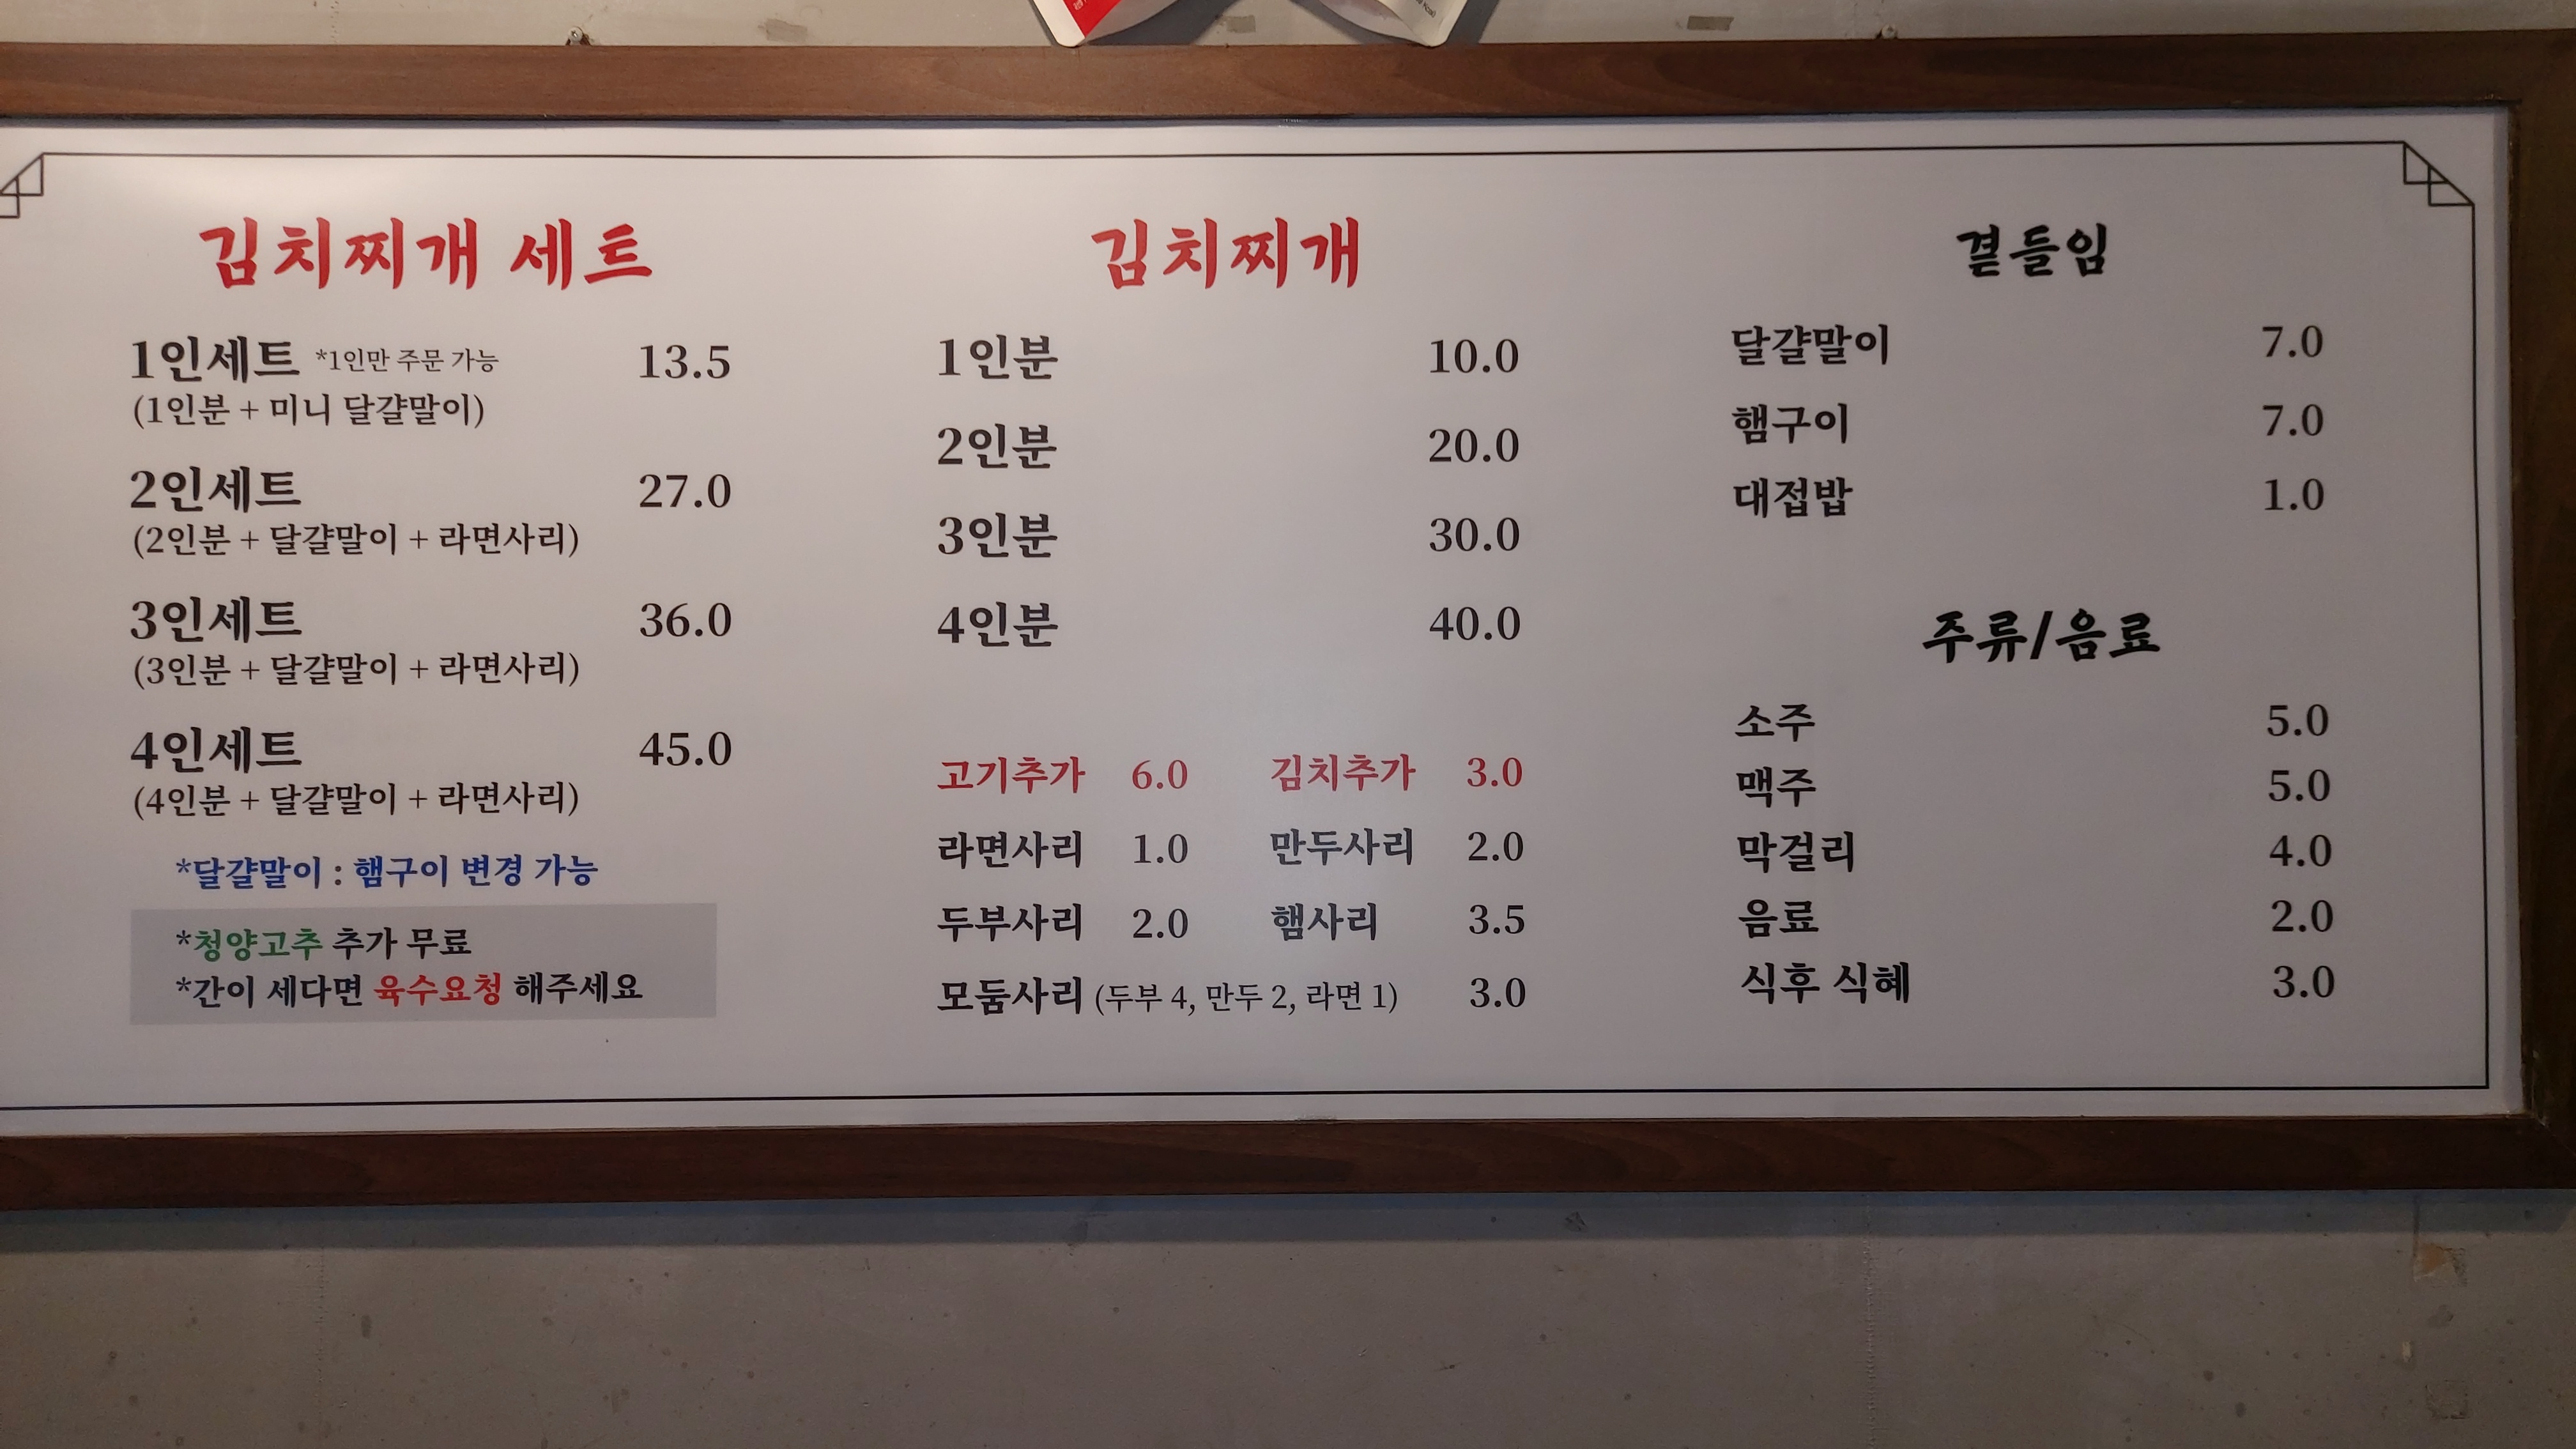 김치찌개 세트
1인세트 *1인만 주문 가능 13.5
(1인분 + 미니 달걀말이)
2인세트 27.0
(2인분 + 달걀말이 + 라면사리)
3인세트 36.0
(3인분 + 달걀말이 + 라면사리)
4인세트 45.0
(4인분 + 달걀말이 + 라면사리)
*달걀말이 : 햄구이 변경 가능
*청양고추 추가 무료
*간이 세다면 육수요청 해주세요
김치찌개
1인분 10.0
2인분 20.0
3인분 30.0
4인분 40.0
고기추가 6.0 김치추가 3.0
라면사리 1.0 만두사리 2.0
두부사리 2.0 햄사리 3.5
모둠사리 (두부 4, 만두 2, 라면 1) 3.0
곁들임
달걀말이 7.0
햄구이 7.0
대접밥 1.0
주류/음료
소주 5.0
맥주 5.0
막걸리 4.0
음료 2.0
식후 식혜 3.0